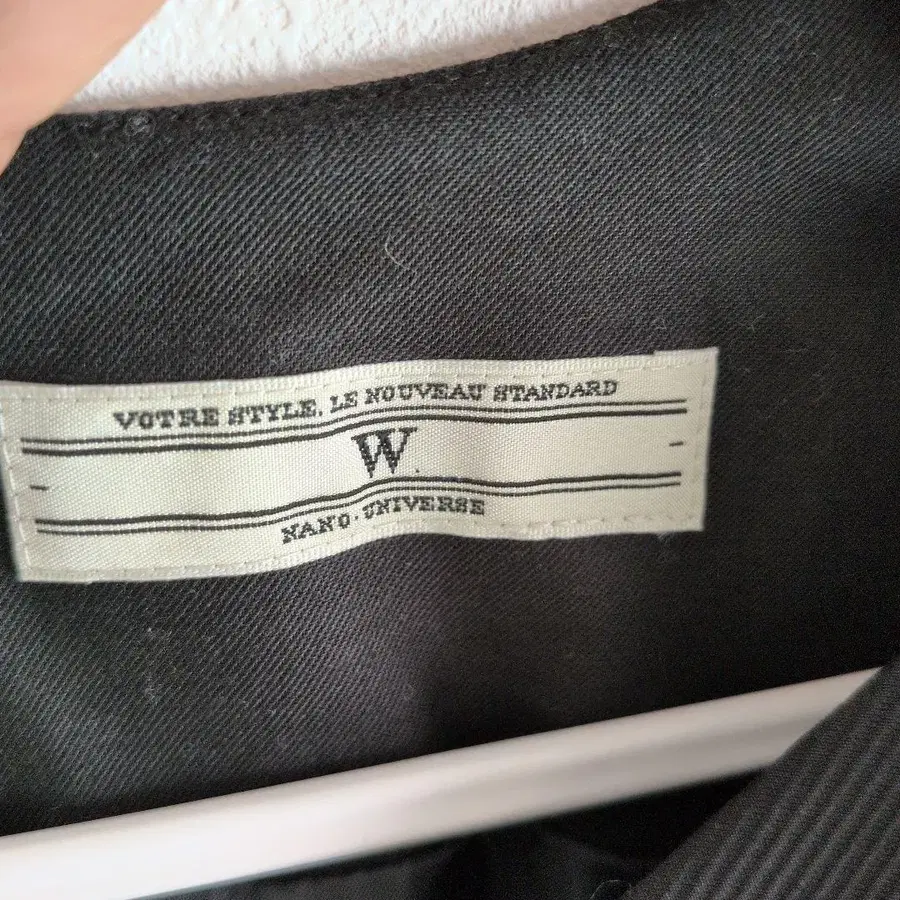 VOTRE STYLE. LE NOUVEAU STANDARD
W
NANO·UNIVERSE